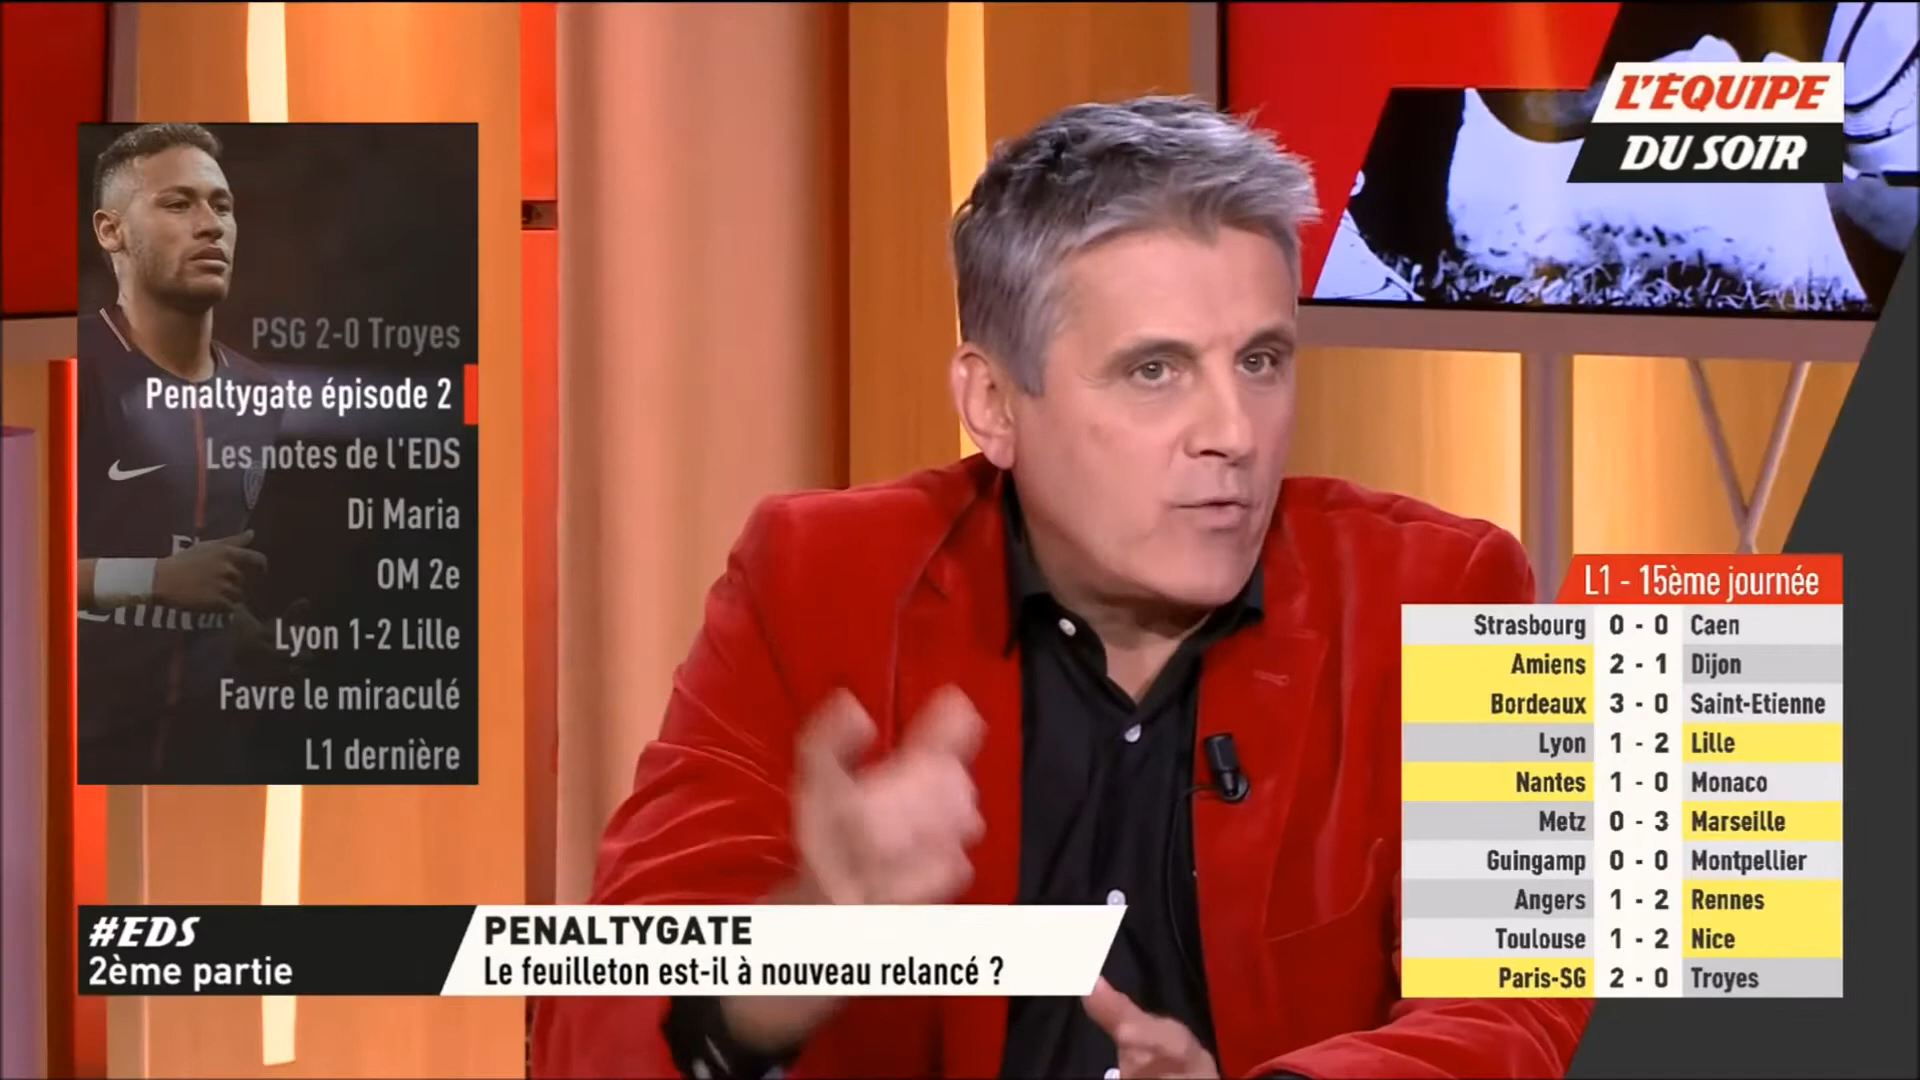 L'ÉQUIPE
DU SOIR
PSG 2-0 Troyes
Penaltygate épisode 2
Les notes de l'EDS
Di Maria
OM 2e
Lyon 1-2 Lille
Favre le miraculé
L1 dernière
L1 - 15ème journée
Strasbourg 0 - 0 Caen
Amiens 2 - 1 Dijon
Bordeaux 3 - 0 Saint-Etienne
Lyon 1 - 2 Lille
Nantes 1 - 0 Monaco
Metz 0 - 3 Marseille
Guingamp 0 - 0 Montpellier
Angers 1 - 2 Rennes
Toulouse 1 - 2 Nice
Paris-SG 2 - 0 Troyes
#EDS
2ème partie
PENALTYGATE
Le feuilleton est-il à nouveau relancé ?